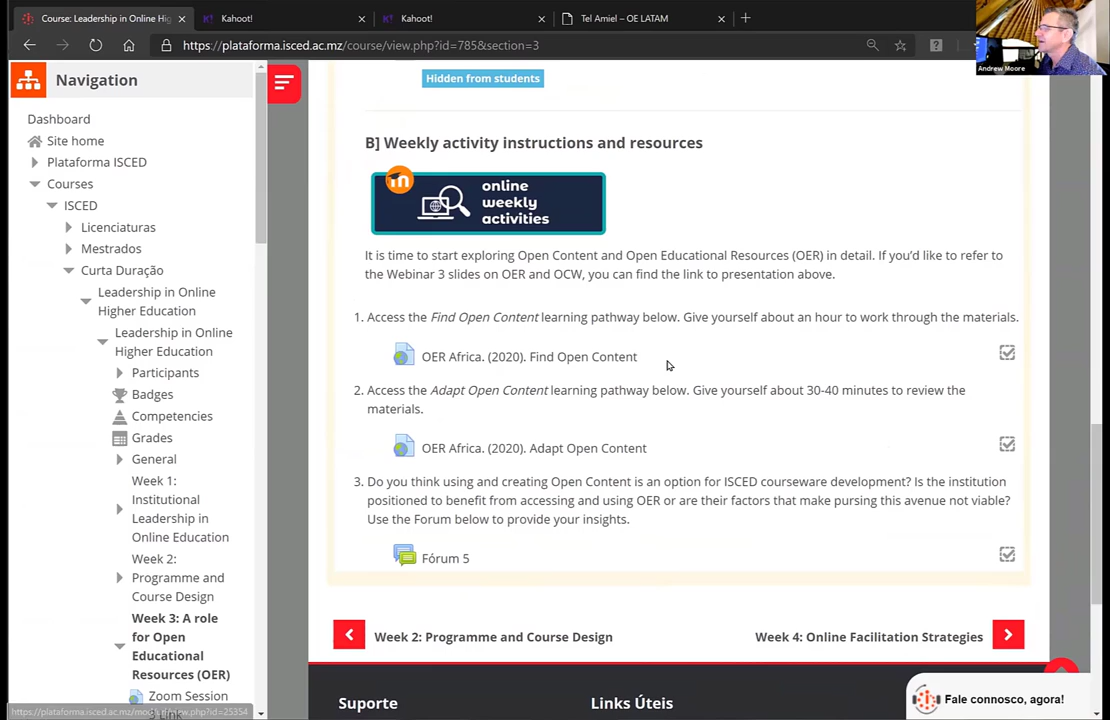 Course: Leadership in Online Hig
Kahoot!
Kahoot!
Tel Amiel – OE LATAM
https://plataforma.isced.ac.mz/course/view.php?id=785&section=3
Andrew Moore
Navigation
Dashboard
Site home
Plataforma ISCED
Courses
ISCED
Licenciaturas
Mestrados
Curta Duração
Leadership in Online
Higher Education
Leadership in Online
Higher Education
Participants
Badges
Competencies
Grades
General
Week 1:
Institutional
Leadership in
Online Education
Week 2:
Programme and
Course Design
Week 3: A role
for Open
Educational
Resources (OER)
Zoom Session
Hidden from students
B] Weekly activity instructions and resources
online
weekly
activities
It is time to start exploring Open Content and Open Educational Resources (OER) in detail. If you'd like to refer to
the Webinar 3 slides on OER and OCW, you can find the link to presentation above.
1. Access the Find Open Content learning pathway below. Give yourself about an hour to work through the materials.
OER Africa. (2020). Find Open Content
2. Access the Adapt Open Content learning pathway below. Give yourself about 30-40 minutes to review the
materials.
OER Africa. (2020). Adapt Open Content
3. Do you think using and creating Open Content is an option for ISCED courseware development? Is the institution
positioned to benefit from accessing and using OER or are their factors that make pursing this avenue not viable?
Use the Forum below to provide your insights.
Fórum 5
Week 2: Programme and Course Design
Week 4: Online Facilitation Strategies
Suporte
Links Úteis
Fale connosco, agora!